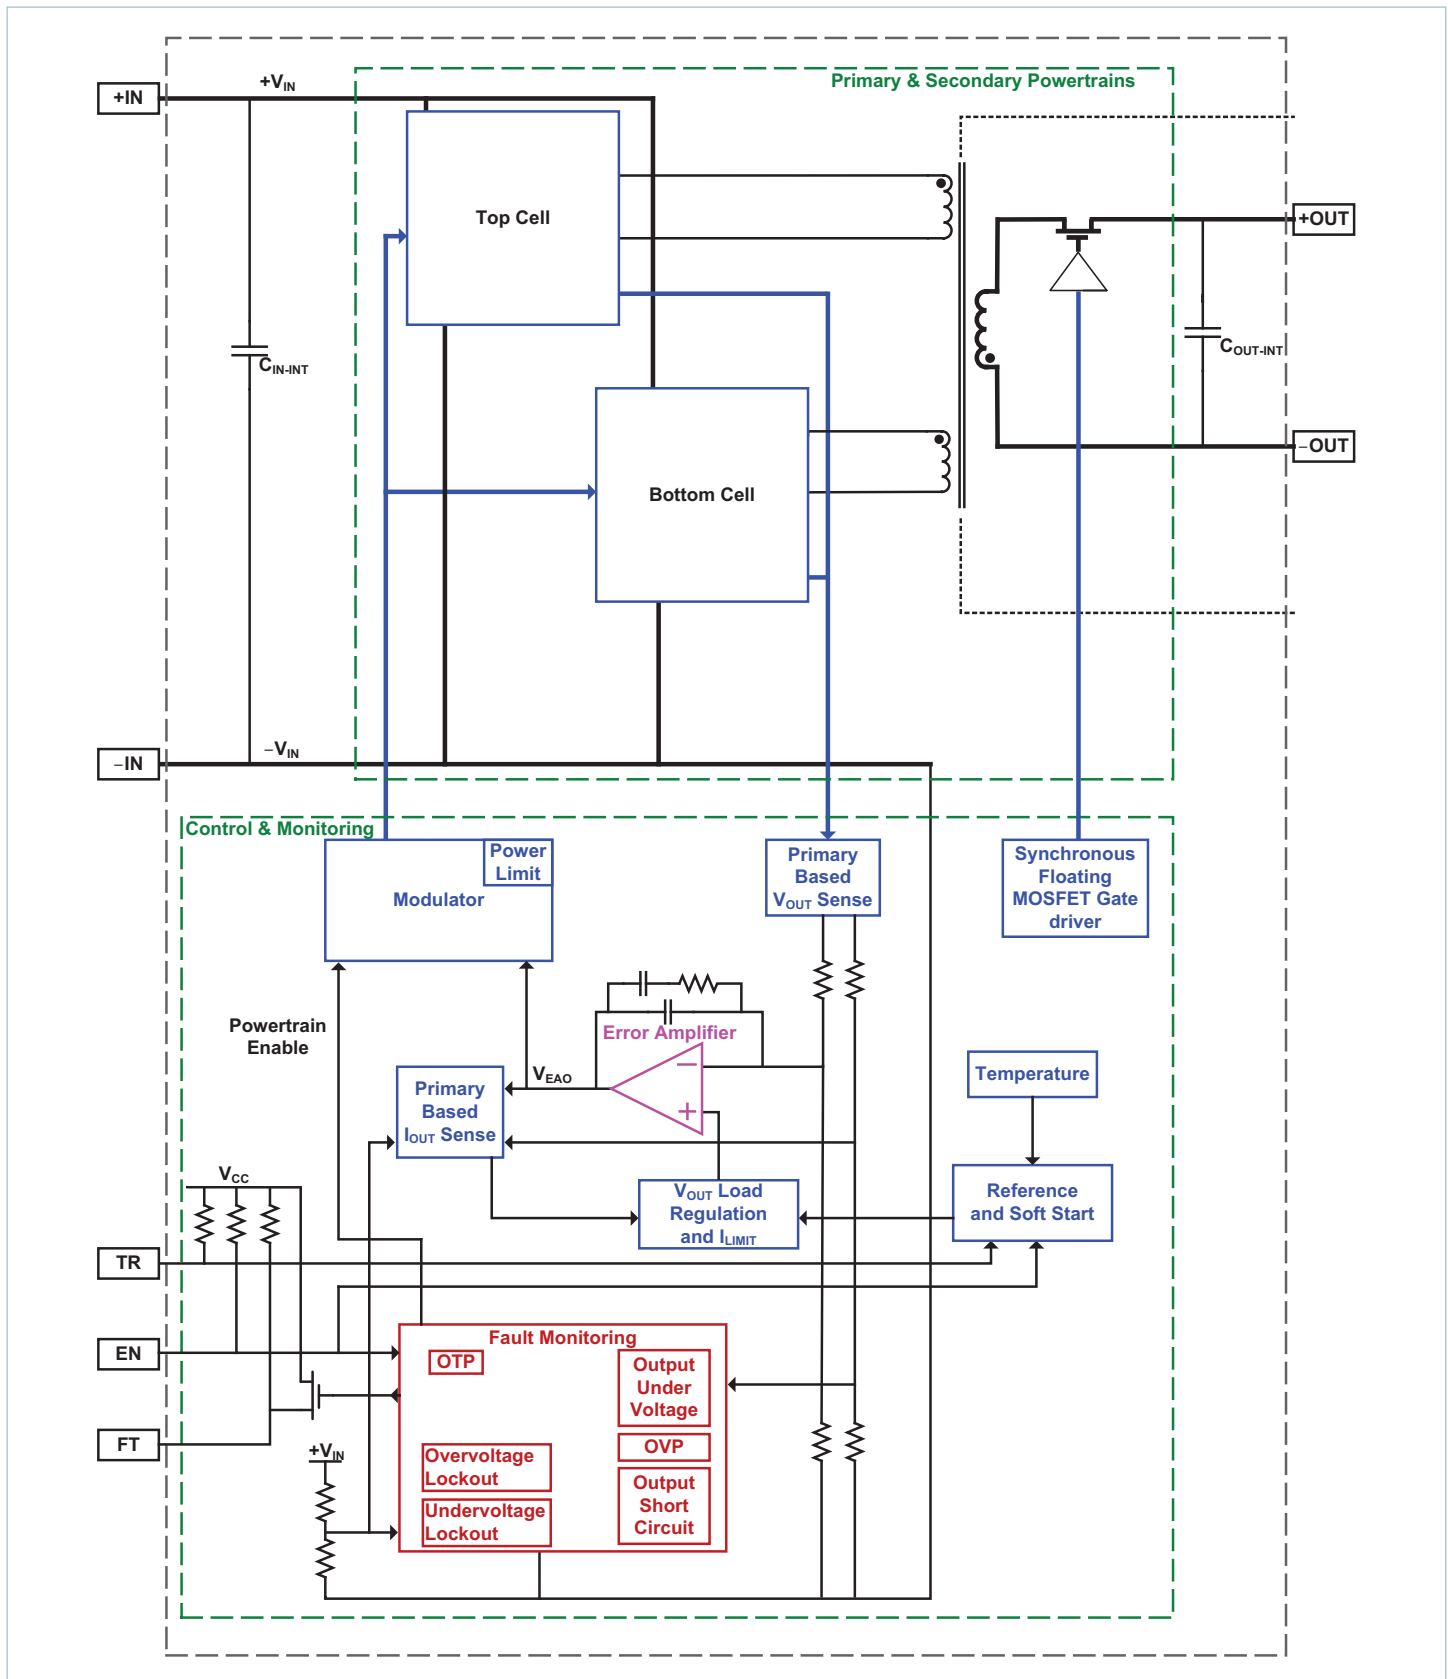 Primary & Secondary Powertrains
+IN
+VIN
Top Cell
+OUT
CIN-INT
COUT-INT
−OUT
Bottom Cell
−VIN
−IN
Control & Monitoring
Modulator
Power
Limit
Primary
Based
VOUT Sense
Synchronous
Floating
MOSFET Gate
driver
Powertrain
Enable
Error Amplifier
−
+
VEAO
Primary
Based
IOUT Sense
Temperature
VCC
VOUT Load
Regulation
and ILIMIT
Reference
and Soft Start
TR
EN
FT
Fault Monitoring
OTP
Output
Under
Voltage
+VIN
Overvoltage
Lockout
OVP
Undervoltage
Lockout
Output
Short
Circuit